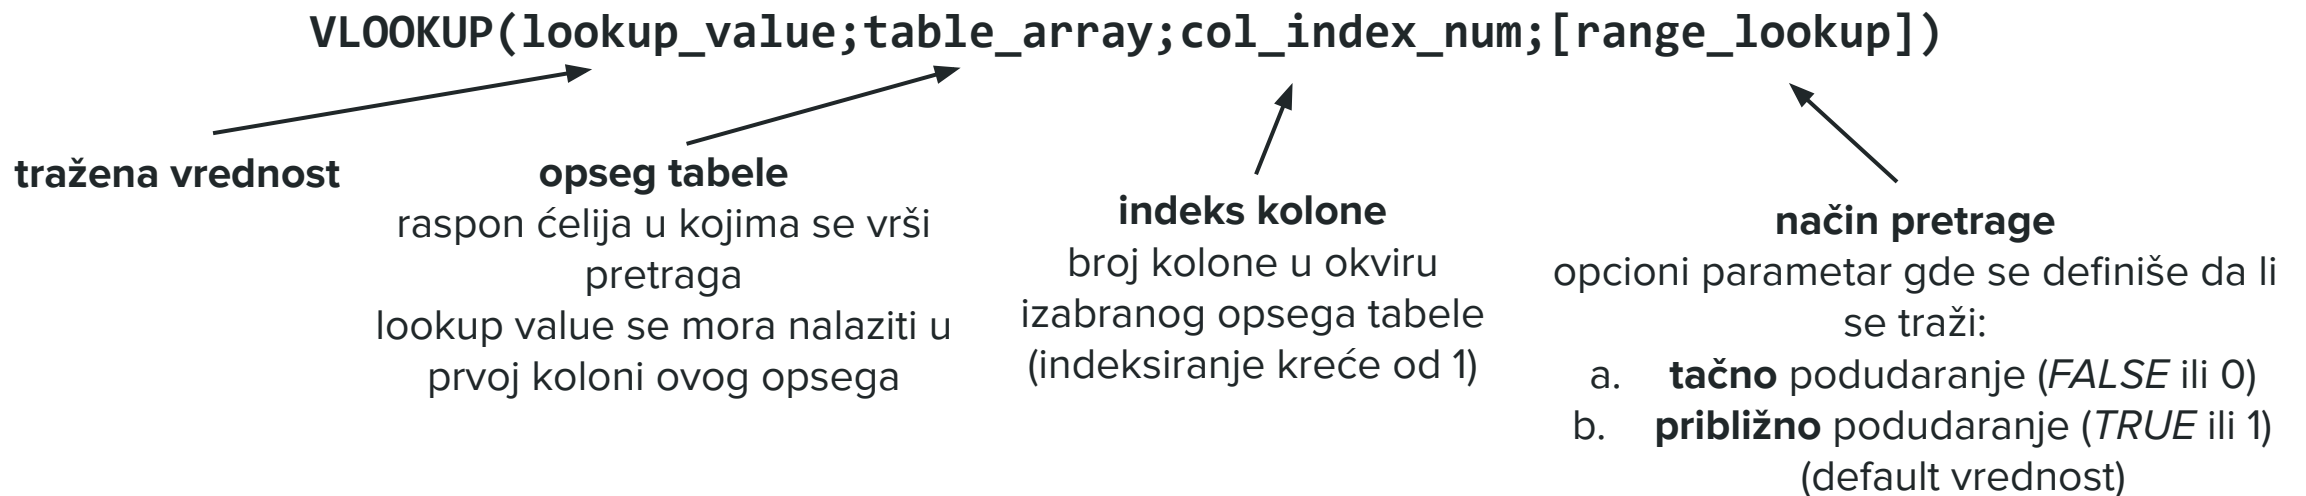 VLOOKUP(lookup_value;table_array;col_index_num;[range_lookup])
tražena vrednost
opseg tabele
raspon ćelija u kojima se vrši
pretraga
lookup value se mora nalaziti u
prvoj koloni ovog opsega
indeks kolone
broj kolone u okviru
izabranog opsega tabele
(indeksiranje kreće od 1)
način pretrage
opcioni parametar gde se definiše da li
se traži:
a. tačno podudaranje (FALSE ili 0)
b. približno podudaranje (TRUE ili 1)
(default vrednost)